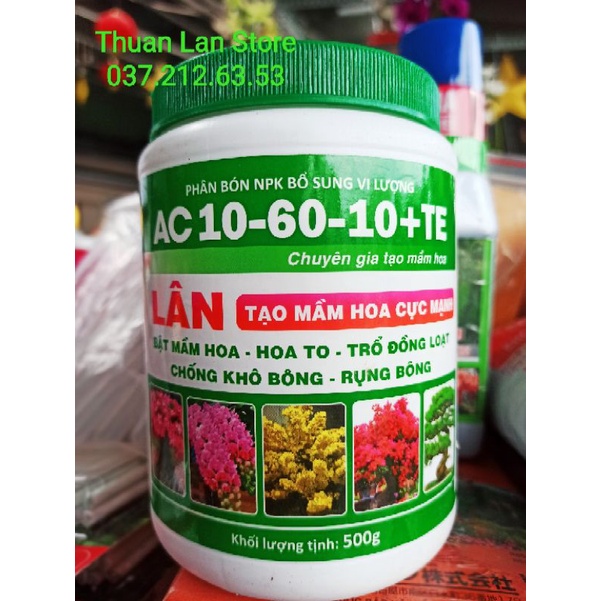 Thuan Lan Store
037.212.63.53
PHÂN BÓN NPK BỔ SUNG VI LƯỢNG
AC 10-60-10+TE
Chuyên gia tạo mầm hoa
LÂN TẠO MẦM HOA CỰC MẠNH
BẬT MẦM HOA - HOA TO - TRỔ ĐỒNG LOẠT
CHỐNG KHÔ BÔNG - RỤNG BÔNG
Khối lượng tịnh: 500g